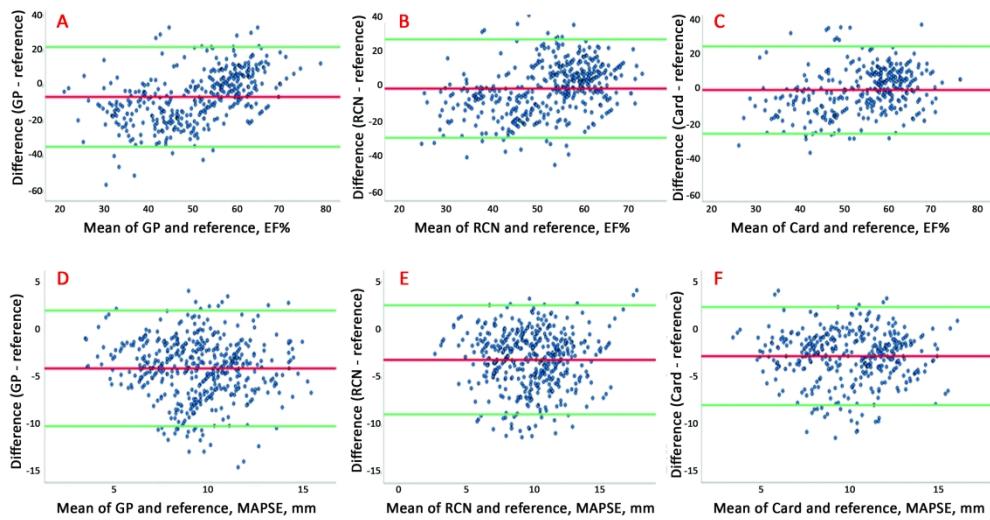 A
40
20
0
-20
-40
-60
Difference (GP - reference)
20 30 40 50 60 70 80
Mean of GP and reference, EF%
B
40
20
0
-20
-40
-60
Difference (RCN - reference)
20 30 40 50 60 70
Mean of RCN and reference, EF%
C
40
20
0
-20
-40
-60
Difference (Card - reference
20 30 40 50 60 70 80
Mean of Card and reference, EF%
D
5
0
-5
-10
-15
Difference (GP - reference)
5 10 15
Mean of GP and reference, MAPSE, mm
E
5
0
-5
-10
-15
Difference (RCN - reference)
0 5 10 15
Mean of RCN and reference, MAPSE, mm
F
5
0
-5
-10
-15
Difference (Card - reference
5 10 15
Mean of Card and reference, MAPSE, mm